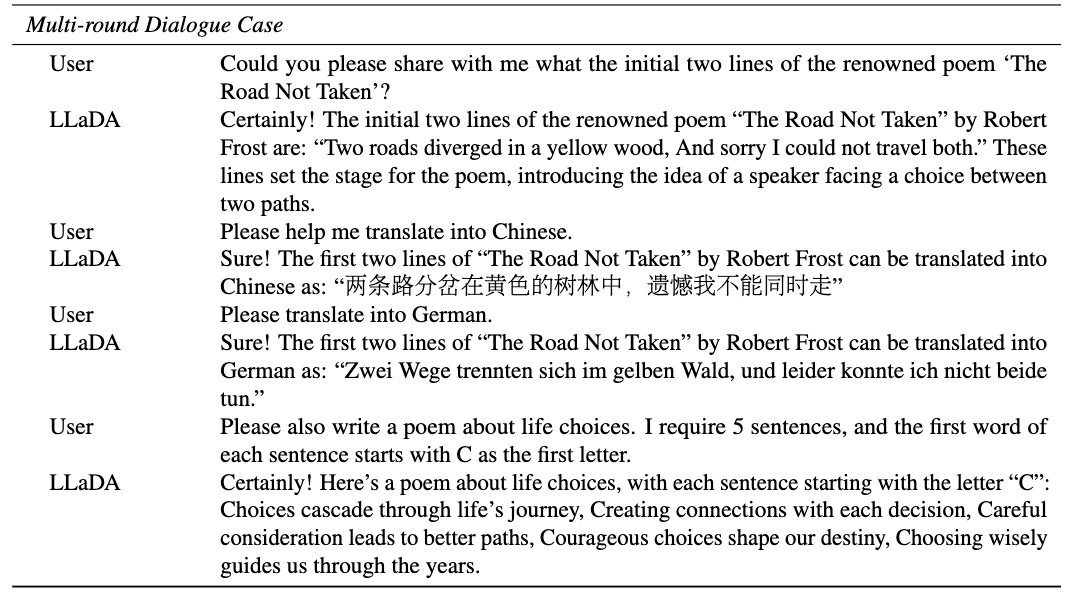 Multi-round Dialogue Case
User Could you please share with me what the initial two lines of the renowned poem ‘The
Road Not Taken’?
LLaDA Certainly! The initial two lines of the renowned poem “The Road Not Taken” by Robert
Frost are: “Two roads diverged in a yellow wood, And sorry I could not travel both.” These
lines set the stage for the poem, introducing the idea of a speaker facing a choice between
two paths.
User Please help me translate into Chinese.
LLaDA Sure! The first two lines of “The Road Not Taken” by Robert Frost can be translated into
Chinese as: “两条路分岔在黄色的树林中，遗憾我不能同时走”
User Please translate into German.
LLaDA Sure! The first two lines of “The Road Not Taken” by Robert Frost can be translated into
German as: “Zwei Wege trennten sich im gelben Wald, und leider konnte ich nicht beide
tun.”
User Please also write a poem about life choices. I require 5 sentences, and the first word of
each sentence starts with C as the first letter.
LLaDA Certainly! Here’s a poem about life choices, with each sentence starting with the letter “C”:
Choices cascade through life’s journey, Creating connections with each decision, Careful
consideration leads to better paths, Courageous choices shape our destiny, Choosing wisely
guides us through the years.